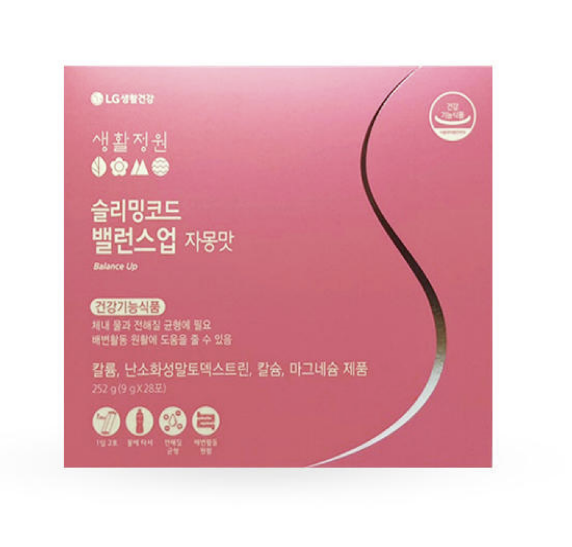 LG생활건강
건강
기능식품
생활정원
슬리밍코드
밸런스업 자몽맛
Balance Up
건강기능식품
체내 물과 전해질 균형에 필요
배변활동 원활에 도움을 줄 수 있음
칼륨, 난소화성말토덱스트린, 칼슘, 마그네슘 제품
252 g (9 g X 28포)
1일 2포
물에 타서
전해질
균형
배변활동
원활